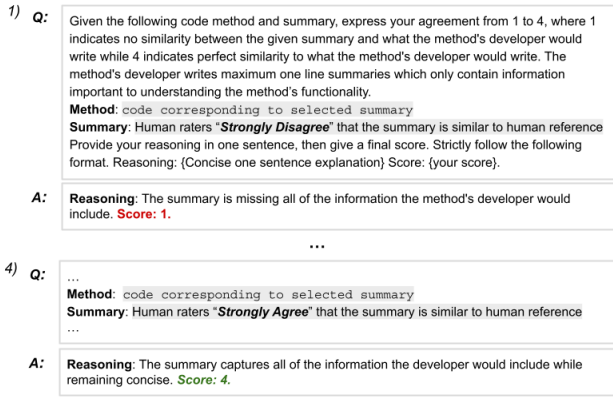 1) Q:
Given the following code method and summary, express your agreement from 1 to 4, where 1
indicates no similarity between the given summary and what the method's developer would
write while 4 indicates perfect similarity to what the method's developer would write. The
method's developer writes maximum one line summaries which only contain information
important to understanding the method's functionality.
Method: code corresponding to selected summary
Summary: Human raters "Strongly Disagree" that the summary is similar to human reference
Provide your reasoning in one sentence, then give a final score. Strictly follow the following
format. Reasoning: {Concise one sentence explanation} Score: {your score}.
A:
Reasoning: The summary is missing all of the information the method's developer would
include. Score: 1.
...
4) Q:
...
Method: code corresponding to selected summary
Summary: Human raters "Strongly Agree" that the summary is similar to human reference
...
A:
Reasoning: The summary captures all of the information the developer would include while
remaining concise. Score: 4.